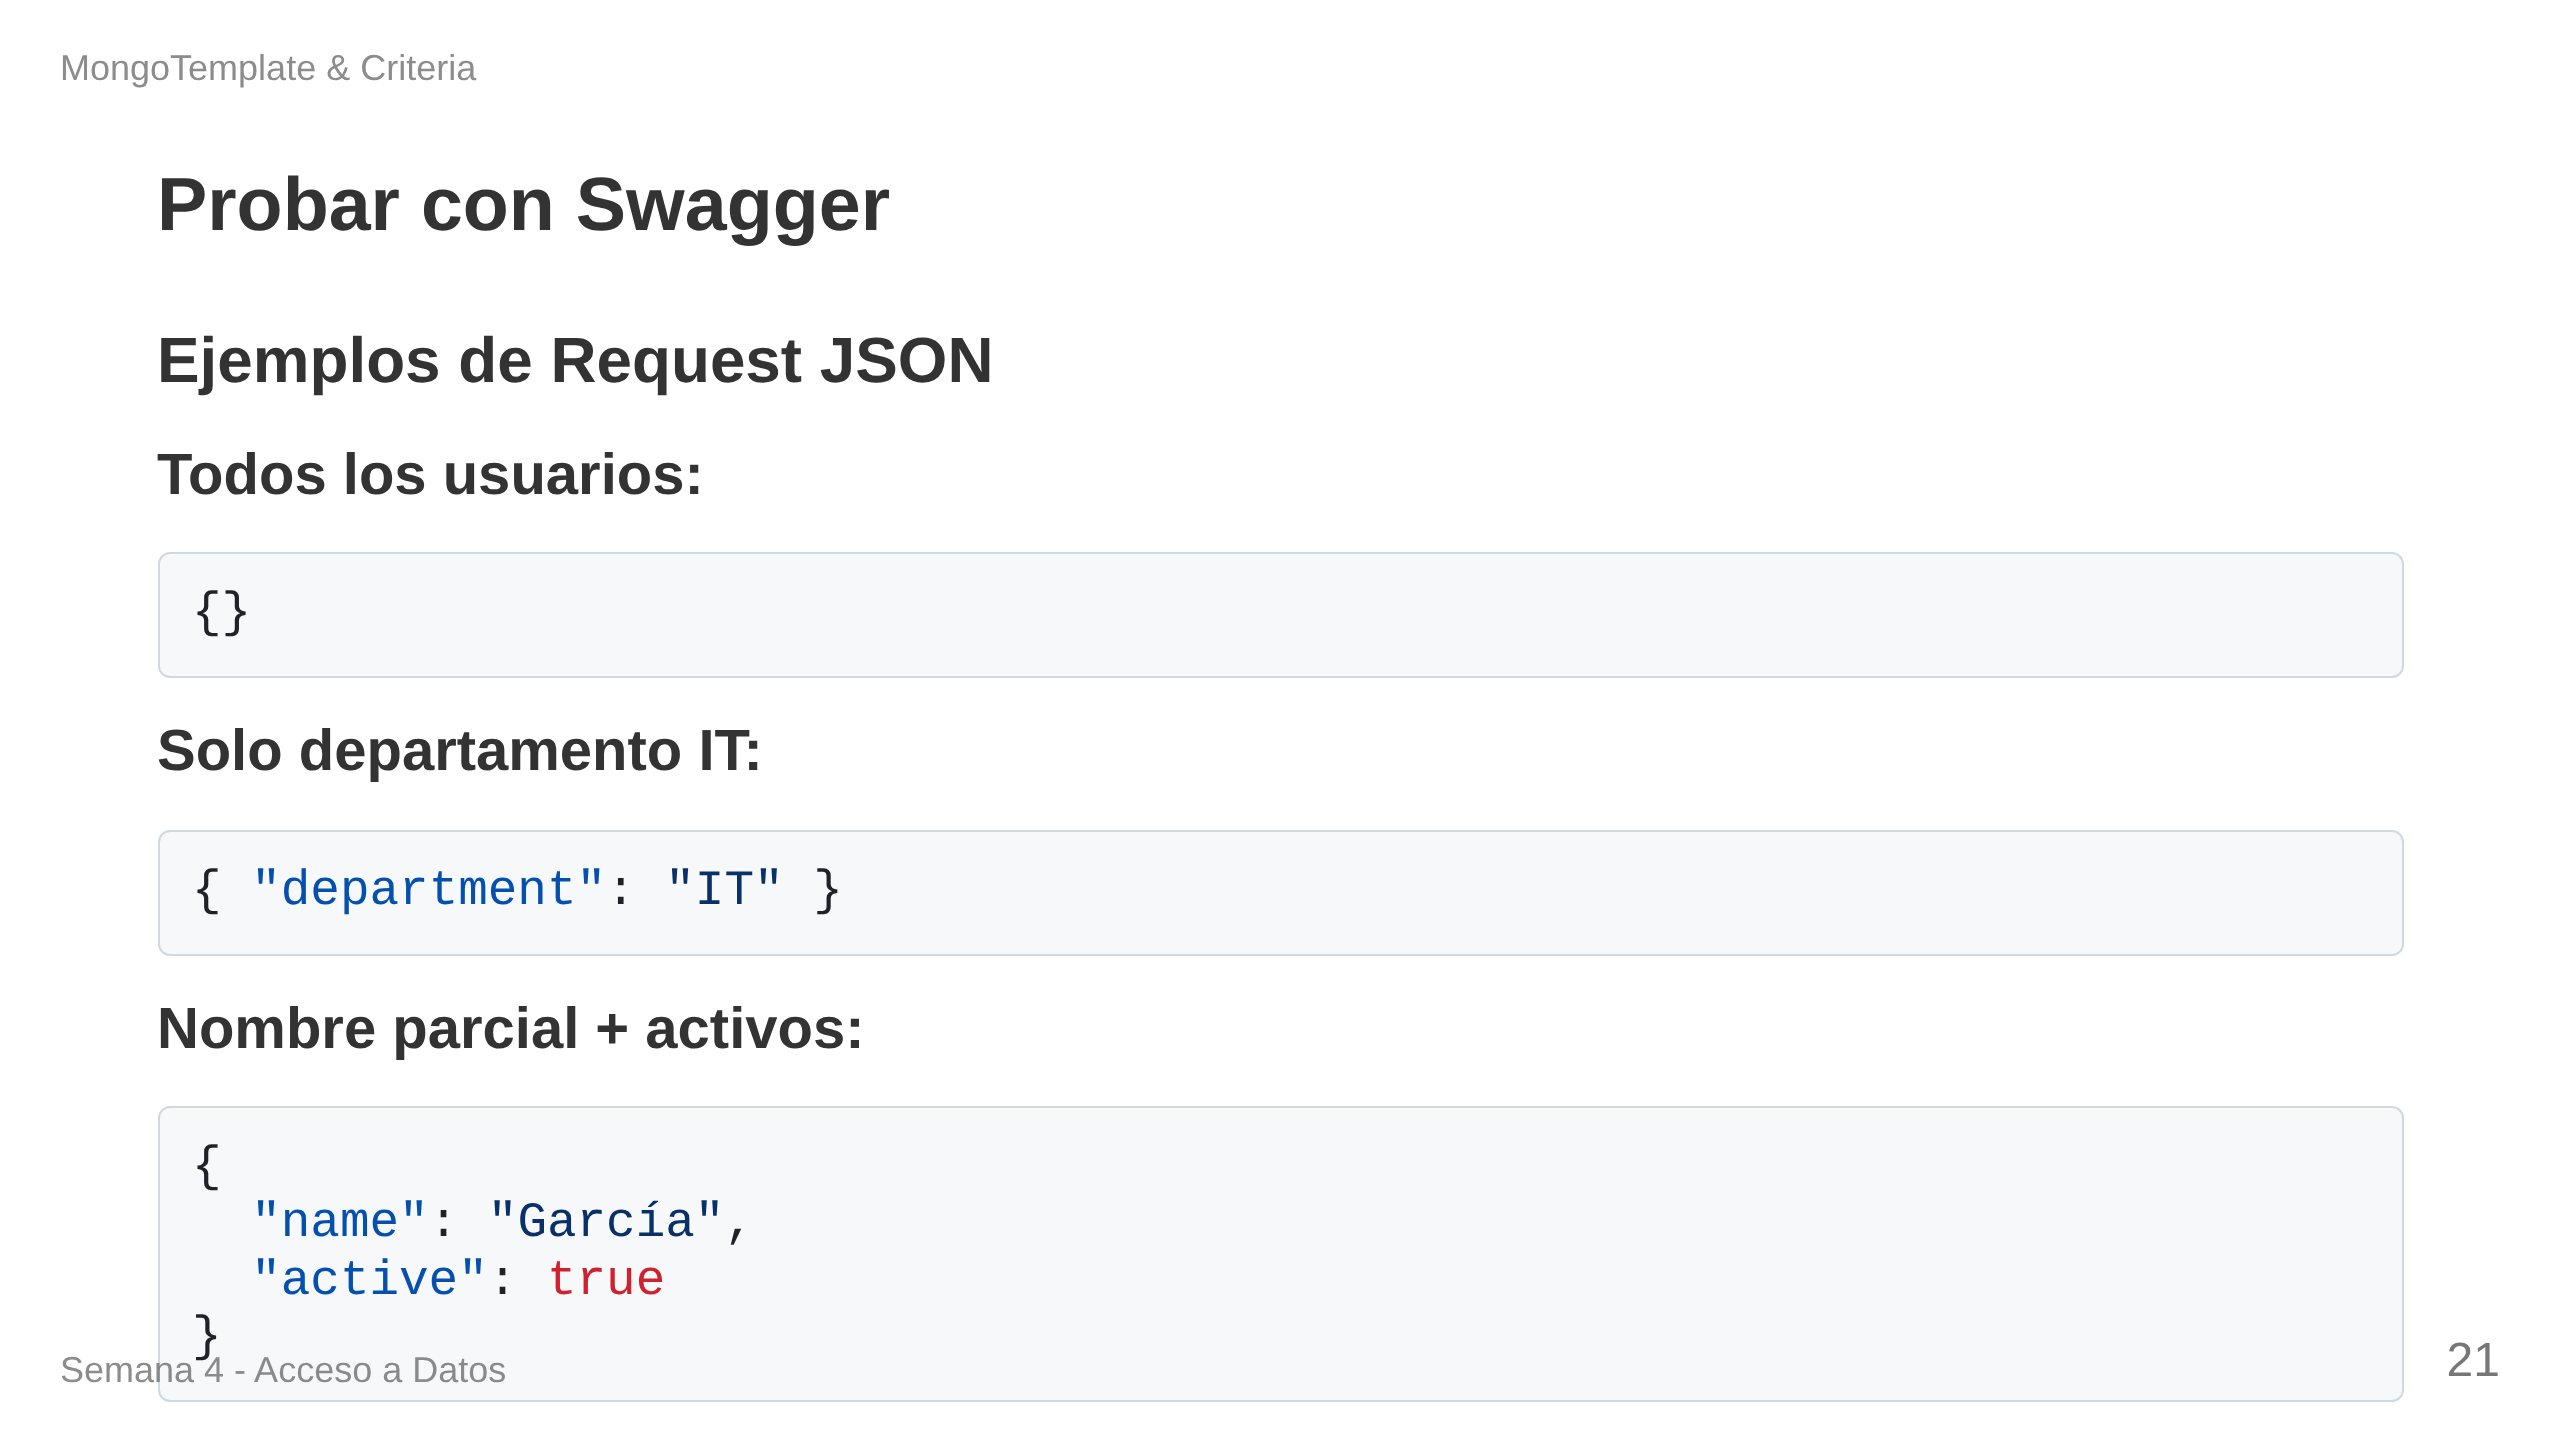 MongoTemplate & Criteria
Probar con Swagger
Ejemplos de Request JSON
Todos los usuarios:
{}
Solo departamento IT:
{ "department": "IT" }
Nombre parcial + activos:
{
  "name": "García",
  "active": true
}
Semana 4 - Acceso a Datos
21